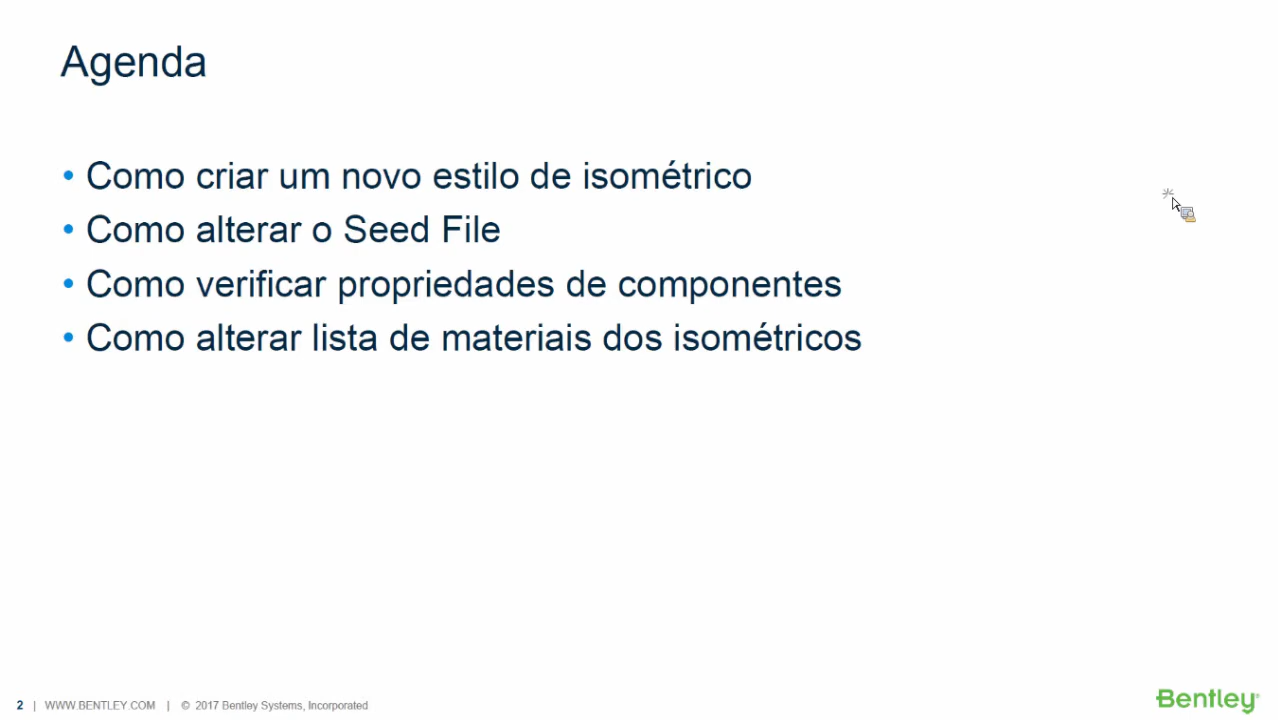 Agenda
• Como criar um novo estilo de isométrico
• Como alterar o Seed File
• Como verificar propriedades de componentes
• Como alterar lista de materiais dos isométricos
2 | WWW.BENTLEY.COM | © 2017 Bentley Systems, Incorporated
Bentley®